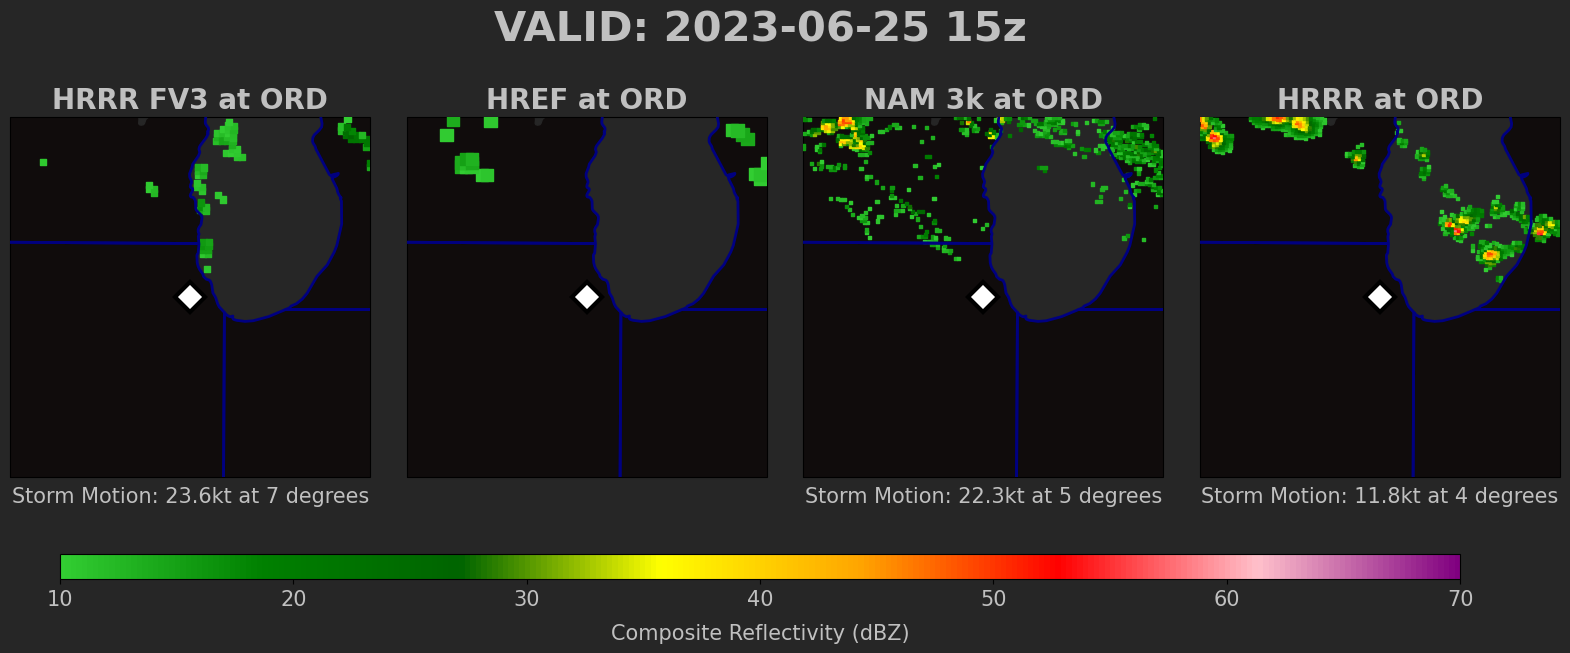 VALID: 2023-06-25 15z
HRRR FV3 at ORD
HREF at ORD
NAM 3k at ORD
HRRR at ORD
Storm Motion: 23.6kt at 7 degrees
Storm Motion: 22.3kt at 5 degrees
Storm Motion: 11.8kt at 4 degrees
10 20 30 40 50 60 70
Composite Reflectivity (dBZ)